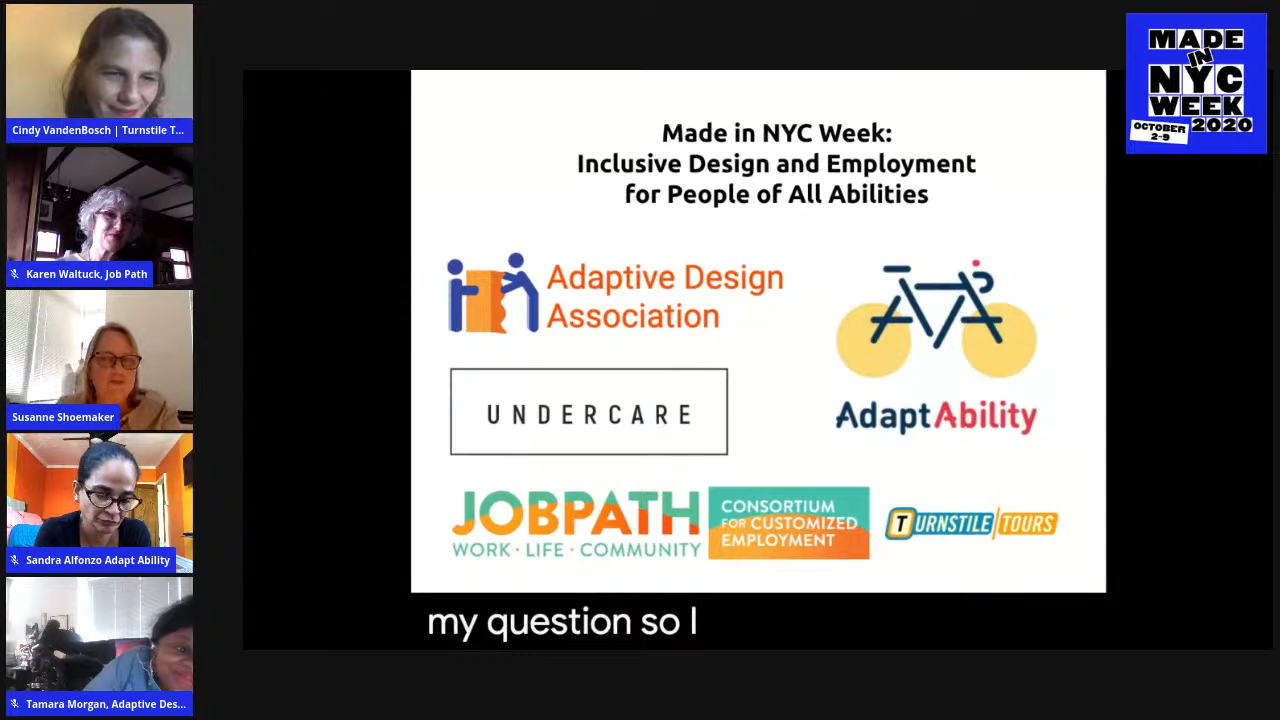 Cindy VandenBosch | Turnstile T...
Karen Waltuck, Job Path
Susanne Shoemaker
Sandra Alfonzo Adapt Ability
Tamara Morgan, Adaptive Des...
Made in NYC Week:
Inclusive Design and Employment
for People of All Abilities
Adaptive Design
Association
UNDERCARE
AdaptAbility
JOBPATH
WORK · LIFE · COMMUNITY
CONSORTIUM
FOR CUSTOMIZED
EMPLOYMENT
TURNSTILE TOURS
my question so I
MADE
IN
NYC
WEEK
2020
OCTOBER
2-9